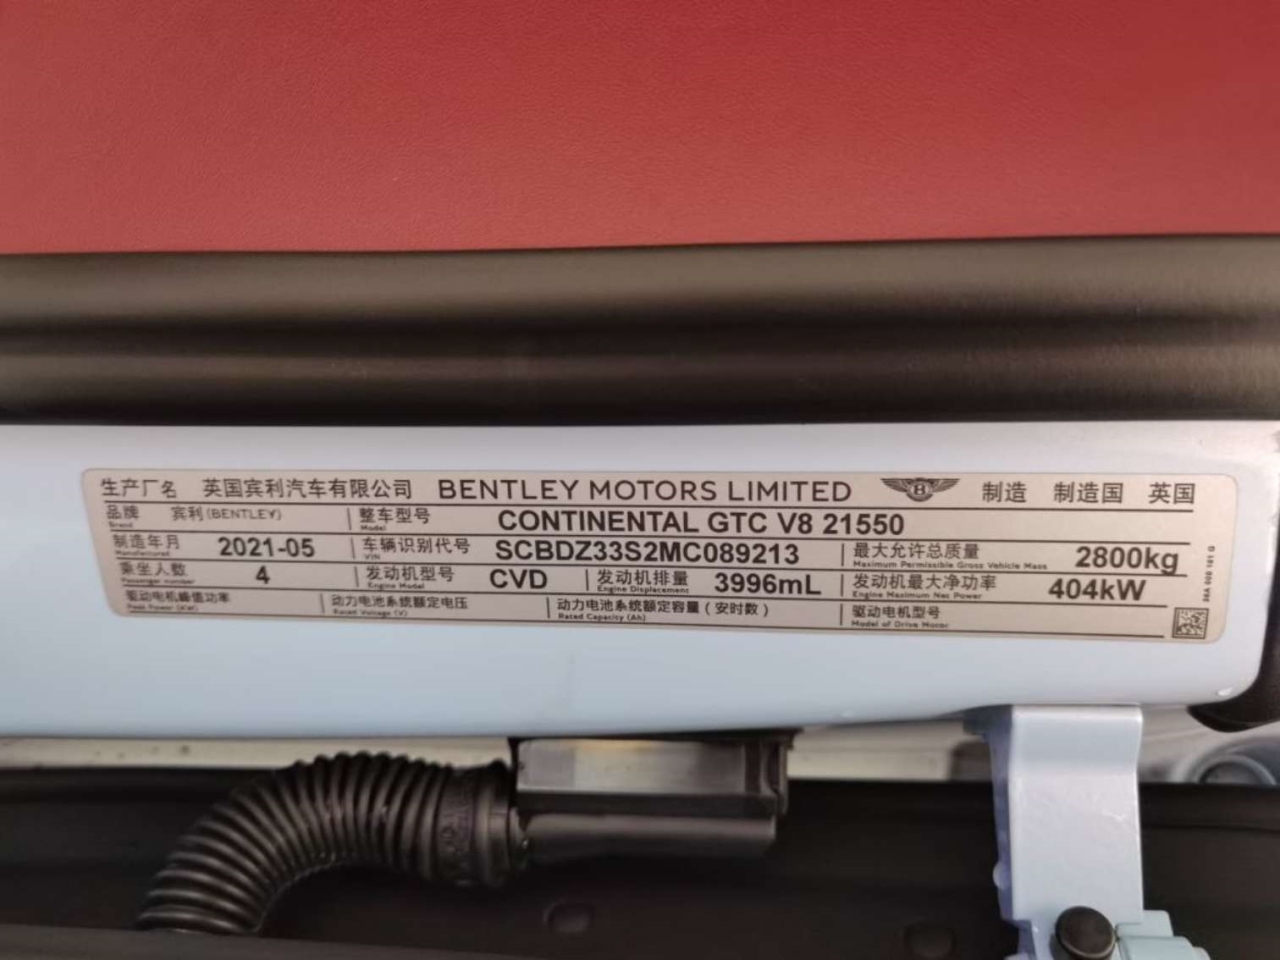 生产厂名 英国宾利汽车有限公司 BENTLEY MOTORS LIMITED B 制造 制造国 英国
品牌 宾利(BENTLEY) 整车型号 CONTINENTAL GTC V8 21550
Brand Model
制造年月 2021-05 车辆识别代号 SCBDZ33S2MC089213 最大允许总质量 2800kg
Manufactured VIN Maximum Permissible Gross Vehicle Mass
乘坐人数 4 发动机型号 CVD 发动机排量 3996mL 发动机最大净功率 404kW
Passenger number Engine Model Engine Displacement Engine Maximum Net Power
驱动电机峰值功率 动力电池系统额定电压 动力电池系统额定容量(安时数) 驱动电机型号
Peak Power (KW) Rated Voltage (V) Rated Capacity (Ah) Model of Drive Motor